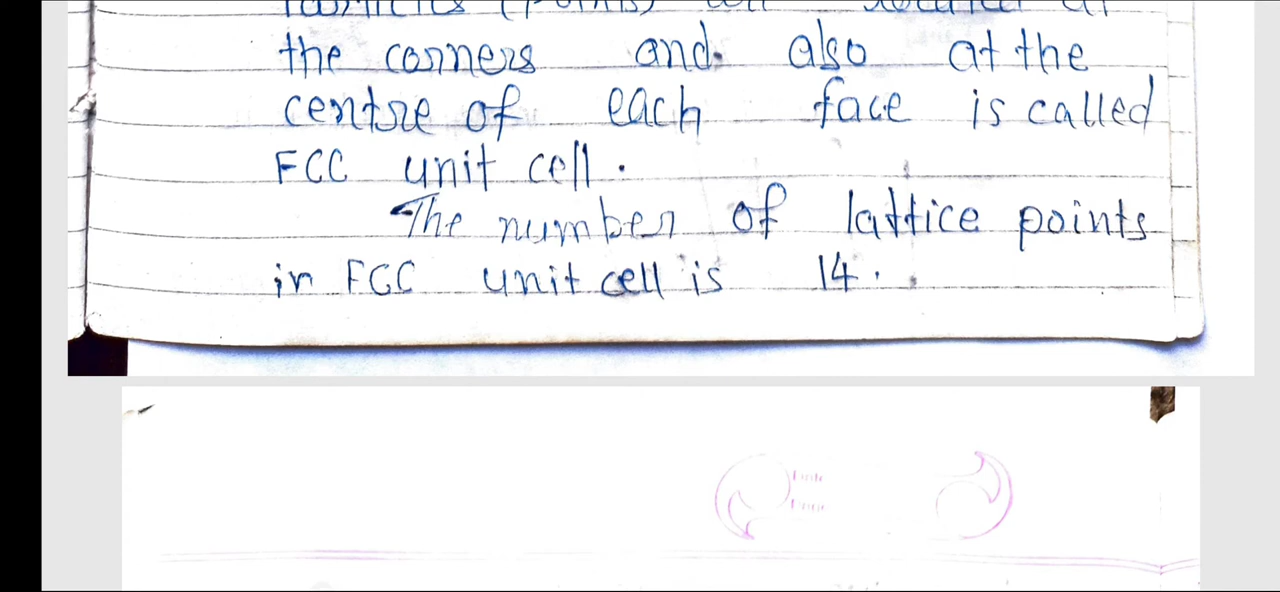 the corners and also at the
centre of each face is called
FCC unit cell.
The number of lattice points
in FCC unit cell is 14.